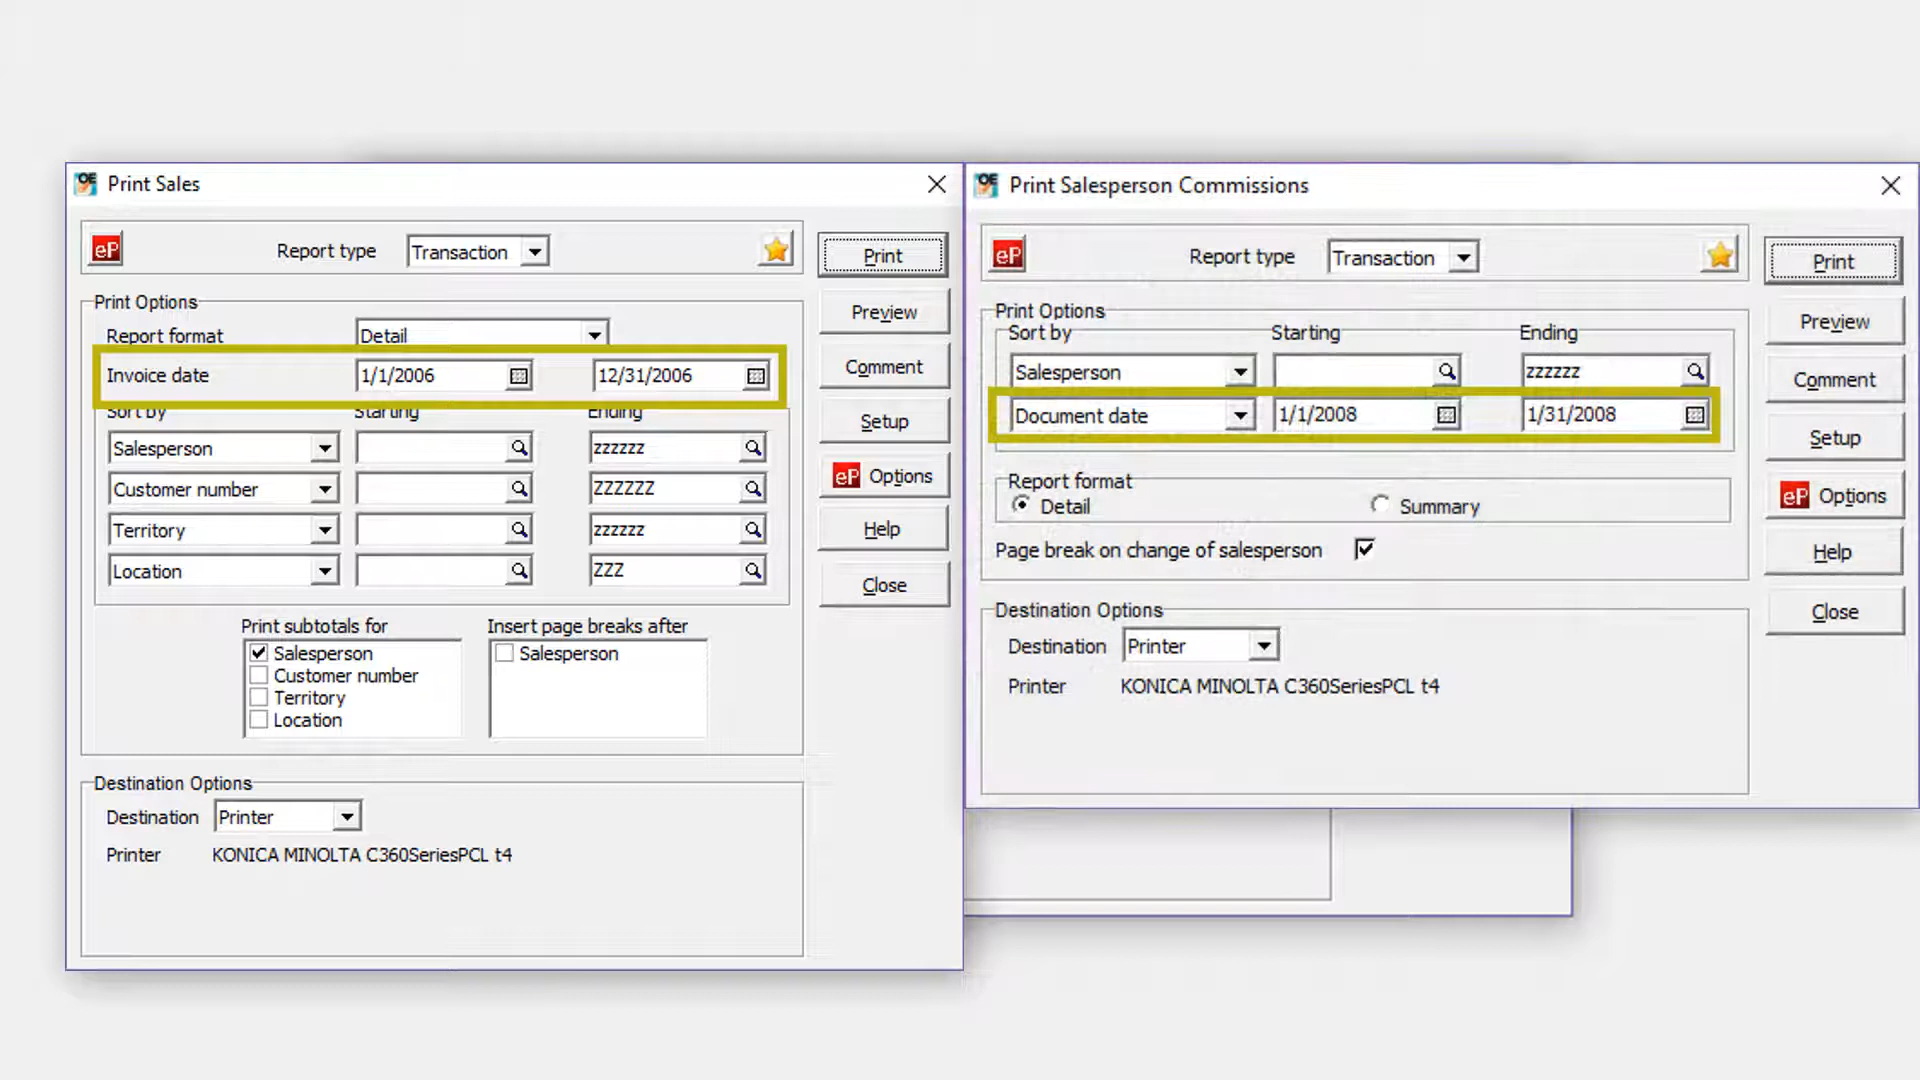 OE Print Sales
eP Report type Transaction
Print
Print Options
Report format Detail
Preview
Invoice date 1/1/2006 12/31/2006
Comment
Sort by Starting Ending
Setup
Salesperson zzzzzz
eP Options
Customer number ZZZZZZ
Territory zzzzzz
Help
Location ZZZ
Close
Print subtotals for Insert page breaks after
Salesperson Salesperson
Customer number
Territory
Location
Destination Options
Destination Printer
Printer KONICA MINOLTA C360SeriesPCL t4
OE Print Salesperson Commissions
eP Report type Transaction
Print
Print Options
Sort by Starting Ending
Preview
Salesperson zzzzzz
Comment
Document date 1/1/2008 1/31/2008
Setup
Report format
Detail Summary
eP Options
Page break on change of salesperson
Help
Destination Options
Close
Destination Printer
Printer KONICA MINOLTA C360SeriesPCL t4